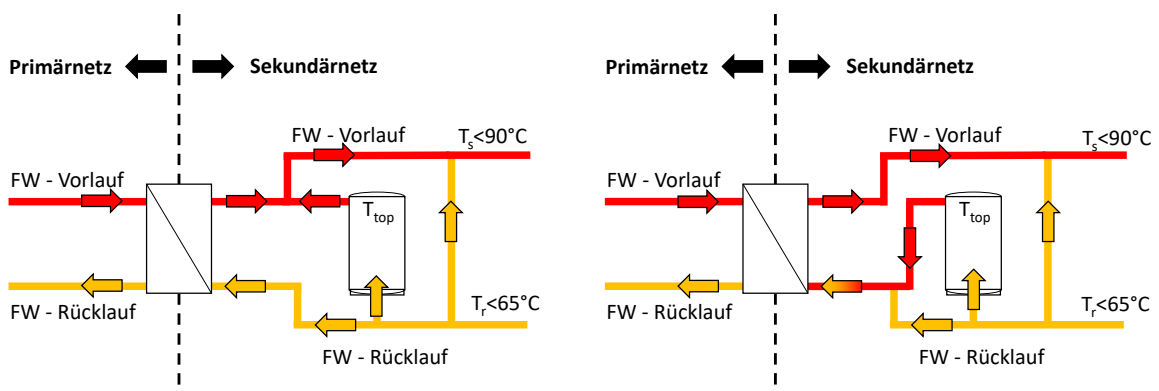 Primärnetz
Sekundärnetz
FW - Vorlauf
Ts<90°C
FW - Vorlauf
Ttop
FW - Rücklauf
Tr<65°C
FW - Rücklauf
Primärnetz
Sekundärnetz
FW - Vorlauf
Ts<90°C
FW - Vorlauf
Ttop
FW - Rücklauf
Tr<65°C
FW - Rücklauf